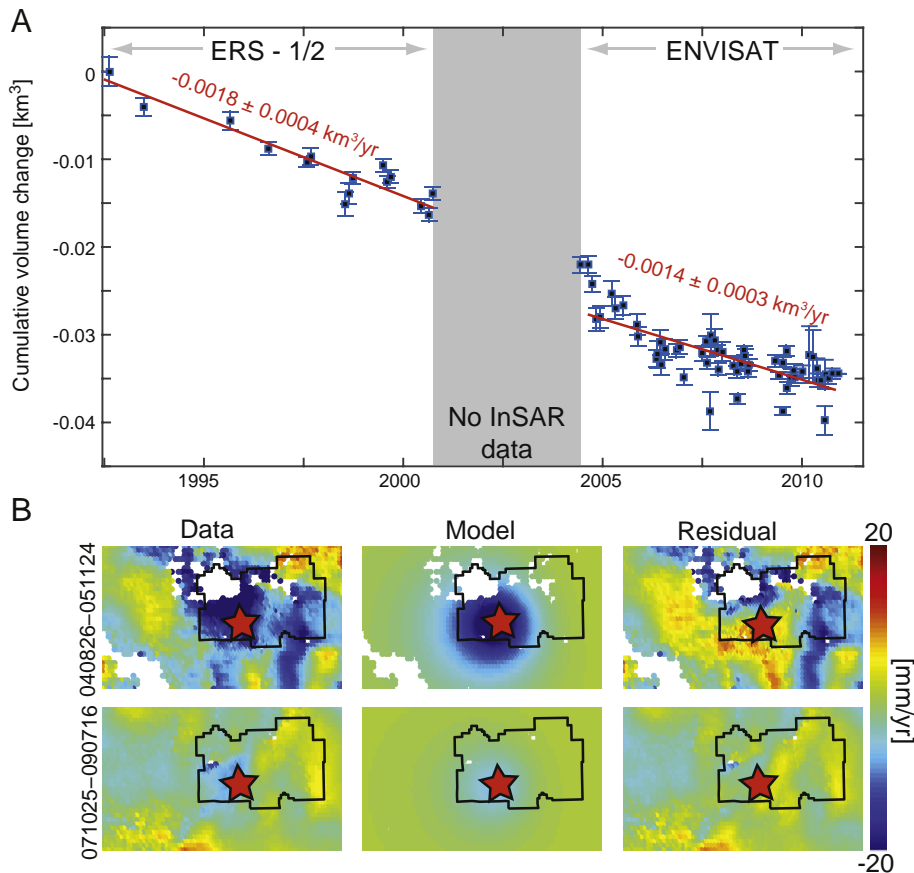 A
ERS - 1/2
ENVISAT
Cumulative volume change [km³]
0
-0.01
-0.02
-0.03
-0.04
-0.0018 ± 0.0004 km³/yr
-0.0014 ± 0.0003 km³/yr
No InSAR
data
1995
2000
2005
2010
B
Data
Model
Residual
20
040826–051124
071025–090716
[mm/yr]
-20